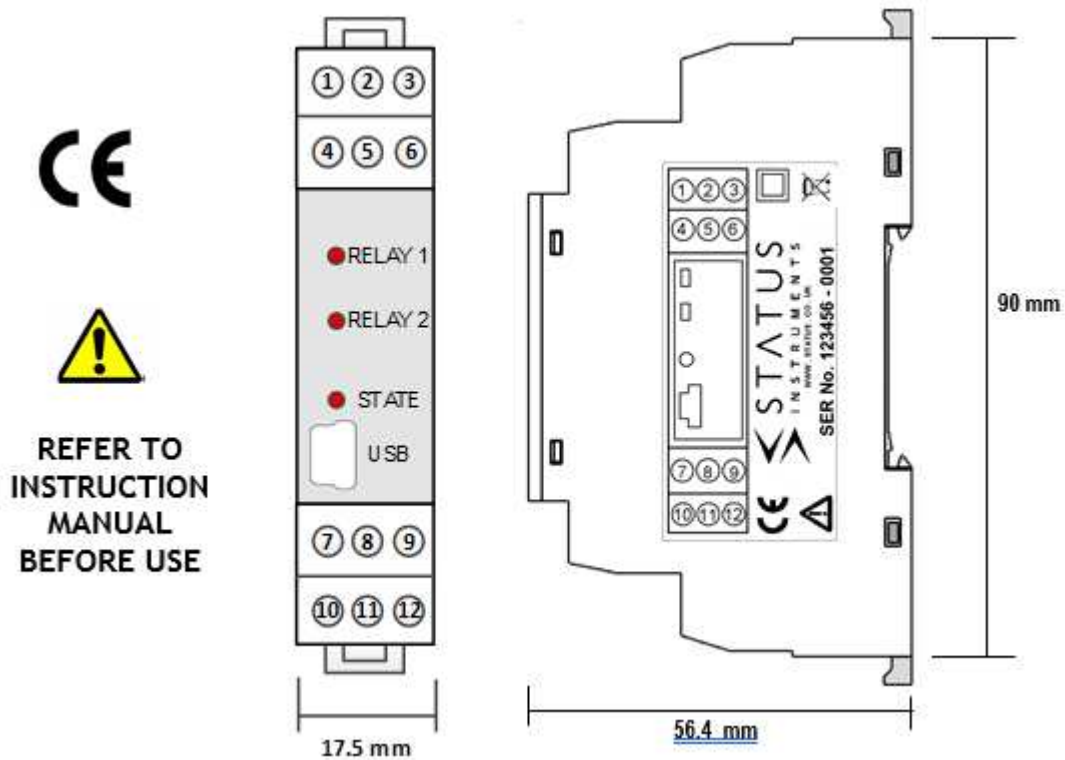 CE
REFER TO
INSTRUCTION
MANUAL
BEFORE USE
1 2 3
4 5 6
RELAY 1
RELAY 2
STATE
USB
7 8 9
10 11 12
17.5 mm
1 2 3
4 5 6
7 8 9
10 11 12
STATUS
INSTRUMENTS
SER No. 123456 - 0001
CE
90 mm
56.4 mm